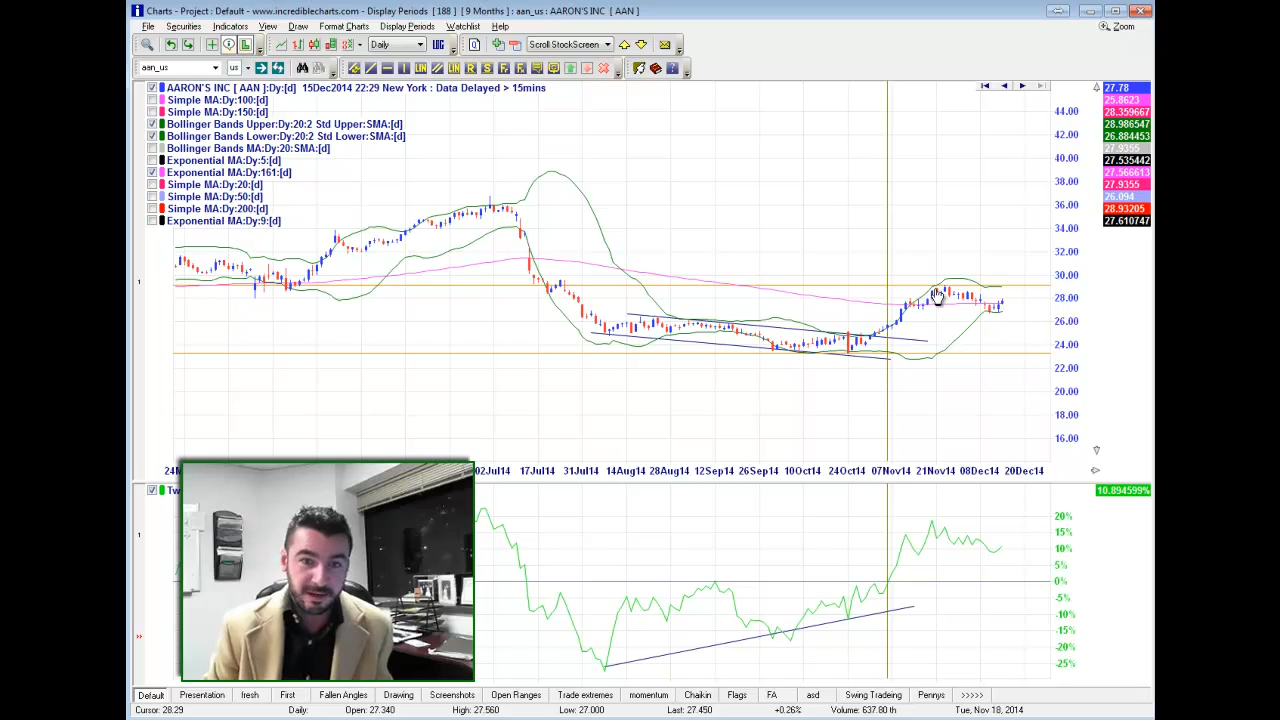 Charts - Project : Default - www.incrediblecharts.com - Display Periods [ 188 ] [ 9 Months ] : aan_us : AARON'S INC [ AAN ]
File Securities Indicators View Draw Format Charts Display Periods Watchlist Help Zoom
Daily Scroll StockScreen
aan_us us LIN LIN R S
AARON'S INC [ AAN ]:Dy:[d] 15Dec2014 22:29 New York : Data Delayed > 15mins
Simple MA:Dy:100:[d]
Simple MA:Dy:150:[d]
Bollinger Bands Upper:Dy:20:2 Std Upper:SMA:[d]
Bollinger Bands Lower:Dy:20:2 Std Lower:SMA:[d]
Bollinger Bands MA:Dy:20:SMA:[d]
Exponential MA:Dy:5:[d]
Exponential MA:Dy:161:[d]
Simple MA:Dy:20:[d]
Simple MA:Dy:50:[d]
Simple MA:Dy:200:[d]
Exponential MA:Dy:9:[d]
27.78
25.8623
28.359667
28.986547
26.884453
27.9355
27.535442
27.566613
27.9355
26.094
28.93205
27.610747
44.00
42.00
40.00
38.00
36.00
34.00
32.00
30.00
28.00
26.00
24.00
22.00
20.00
18.00
16.00
1
24M 02Jul14 17Jul14 31Jul14 14Aug14 28Aug14 12Sep14 26Sep14 10Oct14 24Oct14 07Nov14 21Nov14 08Dec14 20Dec14
Tw
10.894599%
20%
15%
10%
5%
0%
-5%
-10%
-15%
-20%
-25%
1
Default Presentation fresh First Fallen Angles Drawing Screenshots Open Ranges Trade extremes momentum Chaikin Flags FA asd Swing Tradeing Pennys >>>>>
Cursor: 28.29 Daily: Open: 27.340 High: 27.560 Low: 27.000 Last: 27.450 +0.26% Volume: 637.80 th Tue, Nov 18, 2014